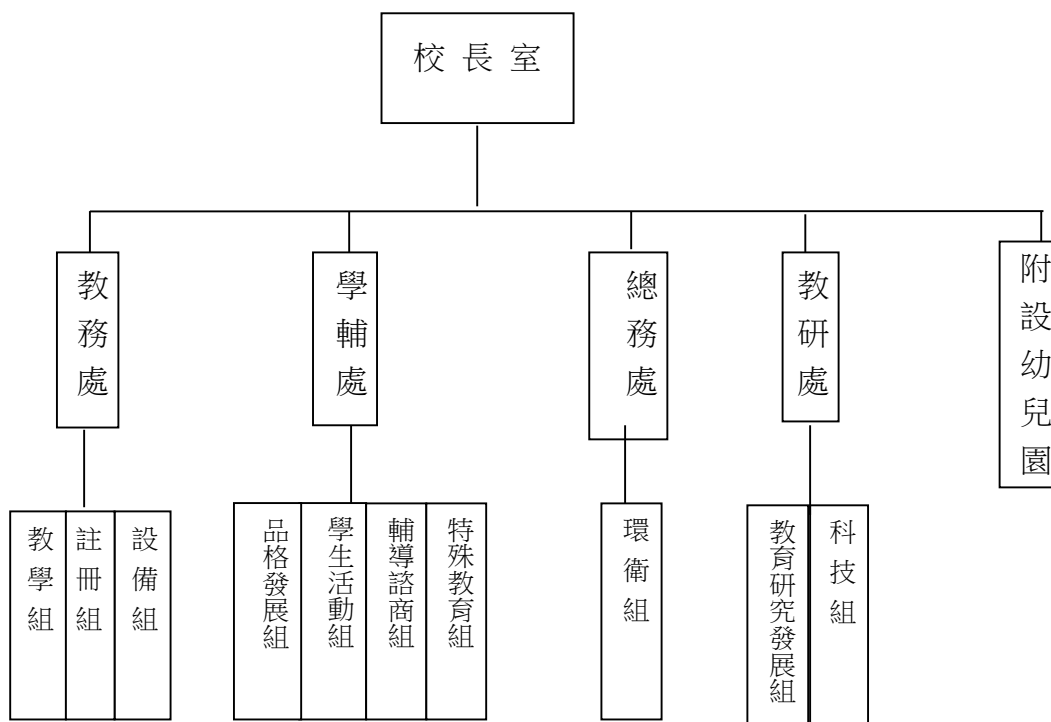 校長室
教務處
學輔處
總務處
教研處
附設幼兒園
教學組
註冊組
設備組
品格發展組
學生活動組
輔導諮商組
特殊教育組
環衛組
教育研究發展組
科技組